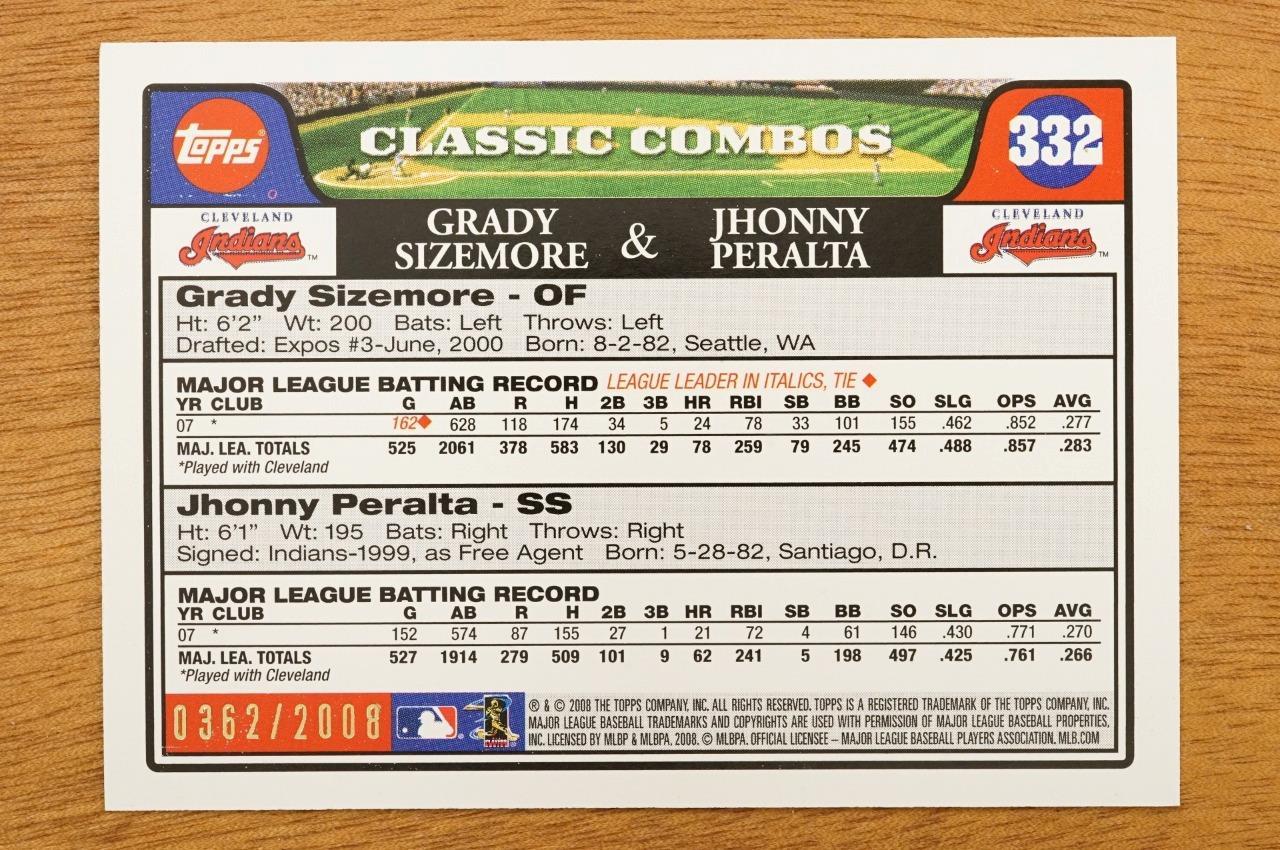 Topps®
CLASSIC COMBOS
332
CLEVELAND
Indians™
GRADY SIZEMORE & JHONNY PERALTA
CLEVELAND
Indians™
Grady Sizemore - OF
Ht: 6'2" Wt: 200 Bats: Left Throws: Left
Drafted: Expos #3-June, 2000 Born: 8-2-82, Seattle, WA
MAJOR LEAGUE BATTING RECORD LEAGUE LEADER IN ITALICS, TIE ◆
YR CLUB G AB R H 2B 3B HR RBI SB BB SO SLG OPS AVG
07 * 162◆ 628 118 174 34 5 24 78 33 101 155 .462 .852 .277
MAJ. LEA. TOTALS 525 2061 378 583 130 29 78 259 79 245 474 .488 .857 .283
*Played with Cleveland
Jhonny Peralta - SS
Ht: 6'1" Wt: 195 Bats: Right Throws: Right
Signed: Indians-1999, as Free Agent Born: 5-28-82, Santiago, D.R.
MAJOR LEAGUE BATTING RECORD
YR CLUB G AB R H 2B 3B HR RBI SB BB SO SLG OPS AVG
07 * 152 574 87 155 27 1 21 72 4 61 146 .430 .771 .270
MAJ. LEA. TOTALS 527 1914 279 509 101 9 62 241 5 198 497 .425 .761 .266
*Played with Cleveland
0362/2008
® & © 2008 THE TOPPS COMPANY, INC. ALL RIGHTS RESERVED. TOPPS IS A REGISTERED TRADEMARK OF THE TOPPS COMPANY, INC.
MAJOR LEAGUE BASEBALL TRADEMARKS AND COPYRIGHTS ARE USED WITH PERMISSION OF MAJOR LEAGUE BASEBALL PROPERTIES,
INC. LICENSED BY MLBP & MLBPA, 2008. © MLBPA. OFFICIAL LICENSEE – MAJOR LEAGUE BASEBALL PLAYERS ASSOCIATION. MLB.COM